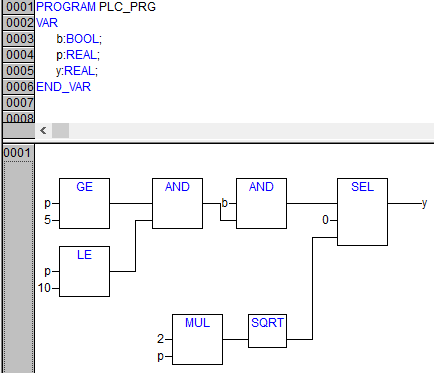 0001 PROGRAM PLC_PRG
0002 VAR
0003 b:BOOL;
0004 p:REAL;
0005 y:REAL;
0006 END_VAR
0007
0008
0001
GE AND AND SEL
p b y
5 0
LE
p
10
MUL SQRT
2
p